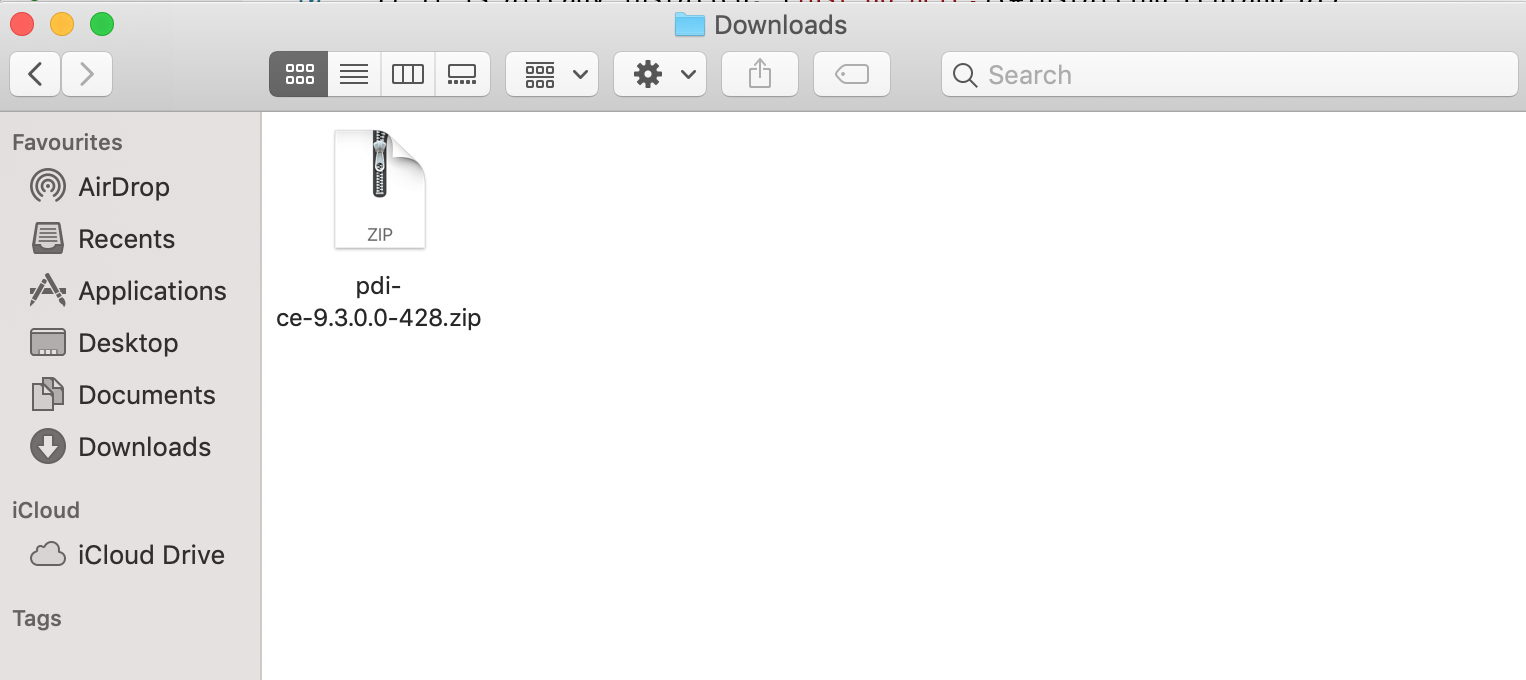 Downloads
Search
Favourites
AirDrop
Recents
Applications
Desktop
Documents
Downloads
iCloud
iCloud Drive
Tags
ZIP
pdi-
ce-9.3.0.0-428.zip